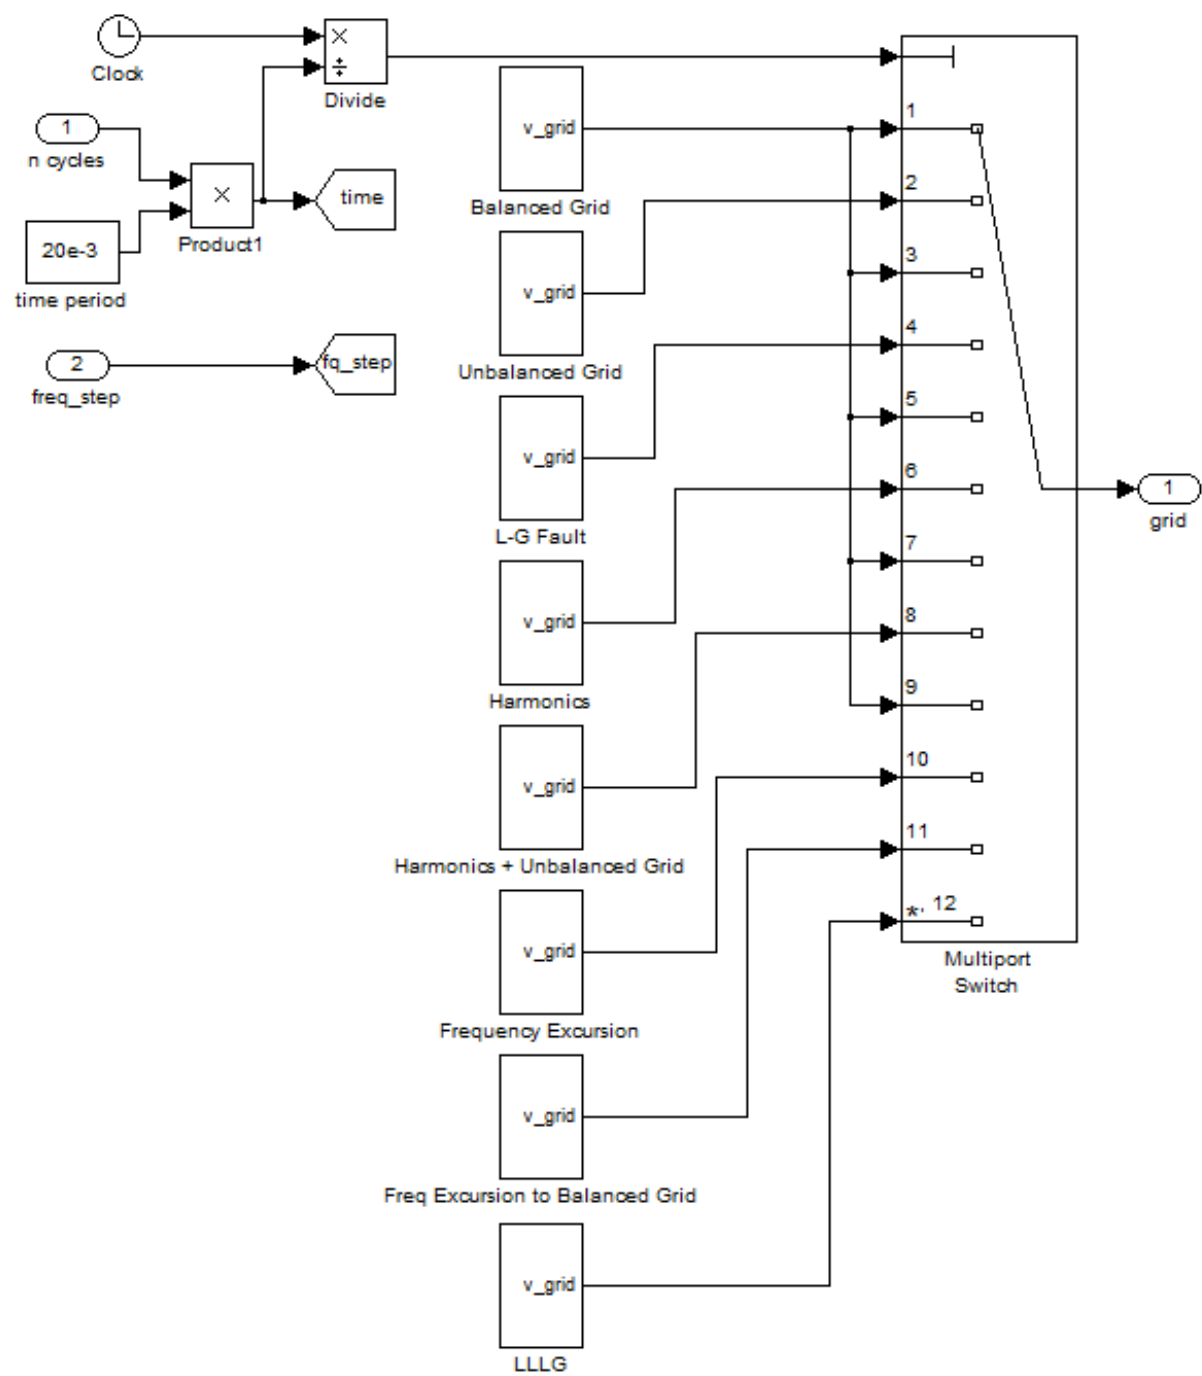 Clock
×
÷
Divide
1
n cycles
×
Product1
20e-3
time period
time
2
freq_step
fq_step
v_grid
Balanced Grid
v_grid
Unbalanced Grid
v_grid
L-G Fault
v_grid
Harmonics
v_grid
Harmonics + Unbalanced Grid
v_grid
Frequency Excursion
v_grid
Freq Excursion to Balanced Grid
v_grid
LLLG
1
2
3
4
5
6
7
8
9
10
11
*, 12
Multiport
Switch
1
grid